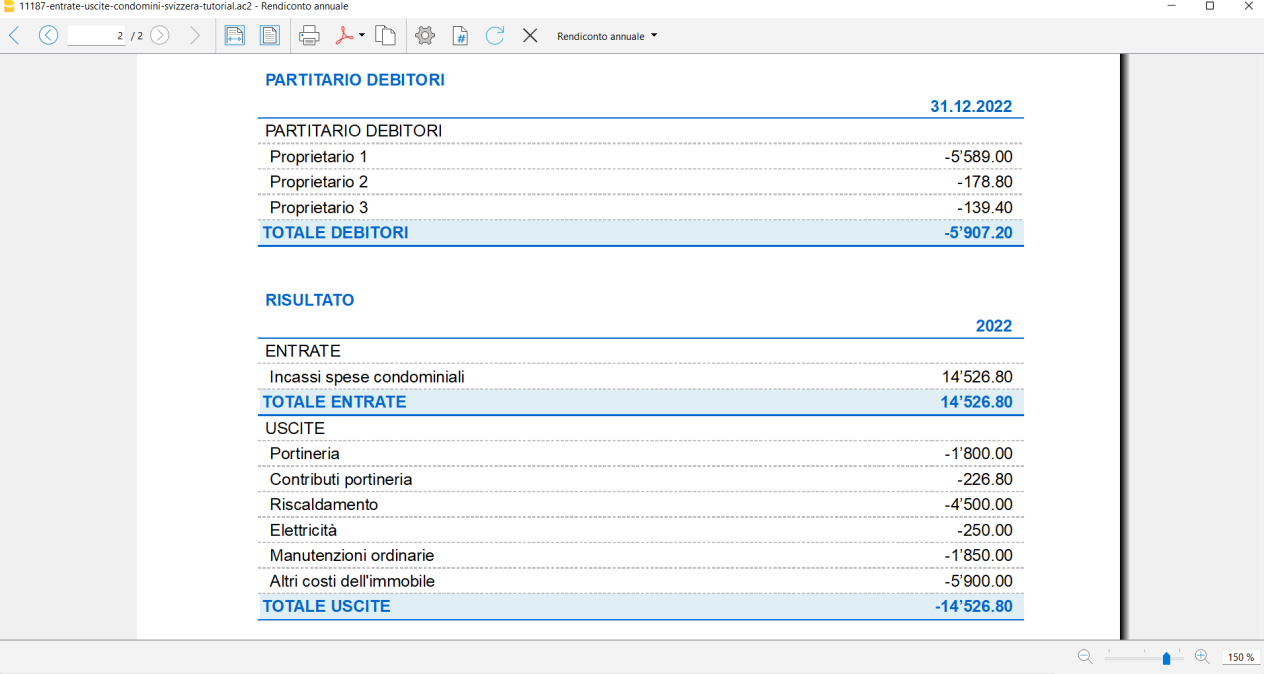 11187-entrate-uscite-condomini-svizzera-tutorial.ac2 - Rendiconto annuale
2 / 2 Rendiconto annuale
PARTITARIO DEBITORI
31.12.2022
PARTITARIO DEBITORI
Proprietario 1 -5’589.00
Proprietario 2 -178.80
Proprietario 3 -139.40
TOTALE DEBITORI -5’907.20
RISULTATO
2022
ENTRATE
Incassi spese condominiali 14’526.80
TOTALE ENTRATE 14’526.80
USCITE
Portineria -1’800.00
Contributi portineria -226.80
Riscaldamento -4’500.00
Elettricità -250.00
Manutenzioni ordinarie -1’850.00
Altri costi dell'immobile -5’900.00
TOTALE USCITE -14’526.80
150 %